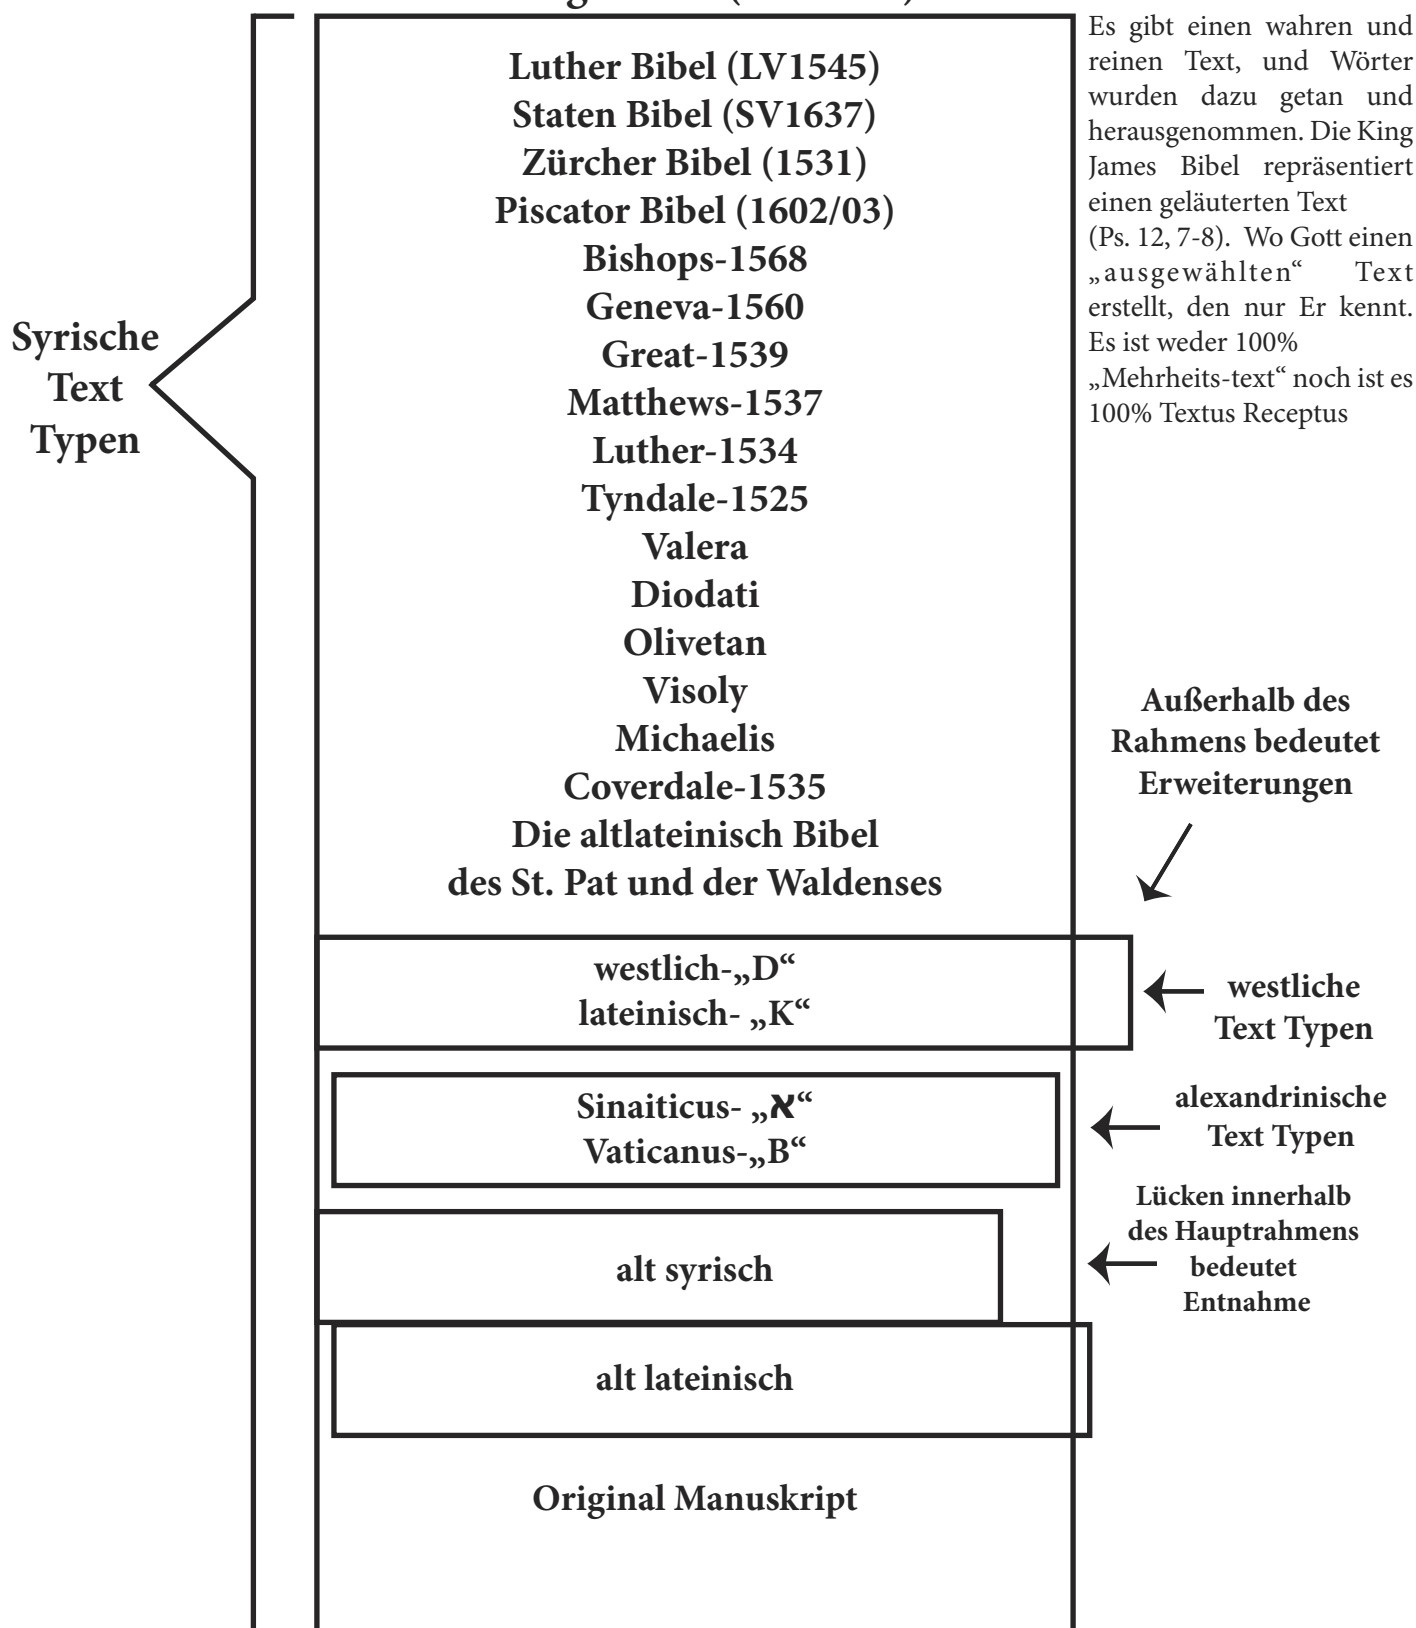 Es gibt einen wahren und
reinen Text, und Wörter
wurden dazu getan und
herausgenommen. Die King
James Bibel repräsentiert
einen geläuterten Text
(Ps. 12, 7-8). Wo Gott einen
„ausgewählten“ Text
erstellt, den nur Er kennt.
Es ist weder 100%
„Mehrheits-text“ noch ist es
100% Textus Receptus
Luther Bibel (LV1545)
Staten Bibel (SV1637)
Zürcher Bibel (1531)
Piscator Bibel (1602/03)
Bishops-1568
Geneva-1560
Great-1539
Matthews-1537
Luther-1534
Tyndale-1525
Valera
Diodati
Olivetan
Visoly
Michaelis
Coverdale-1535
Die altlateinisch Bibel
des St. Pat und der Waldenses
Syrische
Text
Typen
Außerhalb des
Rahmens bedeutet
Erweiterungen
westlich-„D“
lateinisch- „K“
westliche
Text Typen
Sinaiticus- „א“
Vaticanus-„B“
alexandrinische
Text Typen
Lücken innerhalb
des Hauptrahmens
bedeutet
Entnahme
alt syrisch
alt lateinisch
Original Manuskript